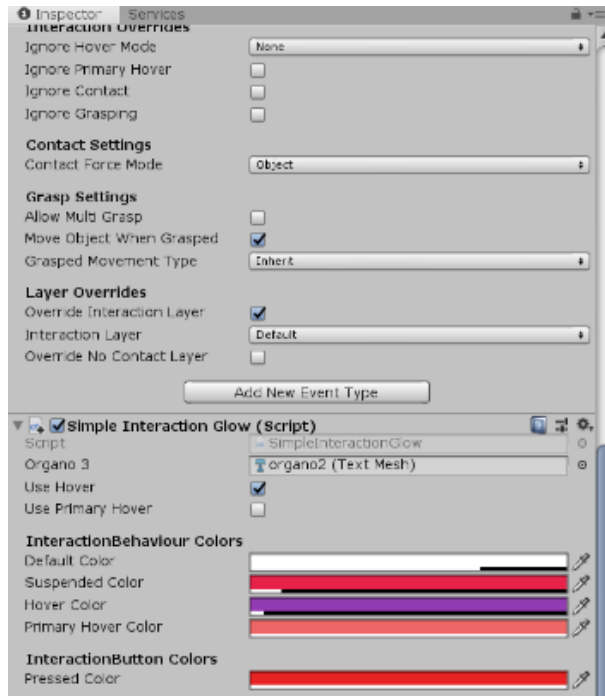 Inspector Services
Interaction Overrides
Ignore Hover Mode None
Ignore Primary Hover
Ignore Contact
Ignore Grasping
Contact Settings
Contact Force Mode Object
Grasp Settings
Allow Multi Grasp
Move Object When Grasped
Grasped Movement Type Inherit
Layer Overrides
Override Interaction Layer
Interaction Layer Default
Override No Contact Layer
Add New Event Type
Simple Interaction Glow (Script)
Script SimpleInteractionGlow
Organo 3 organo2 (Text Mesh)
Use Hover
Use Primary Hover
InteractionBehaviour Colors
Default Color
Suspended Color
Hover Color
Primary Hover Color
InteractionButton Colors
Pressed Color